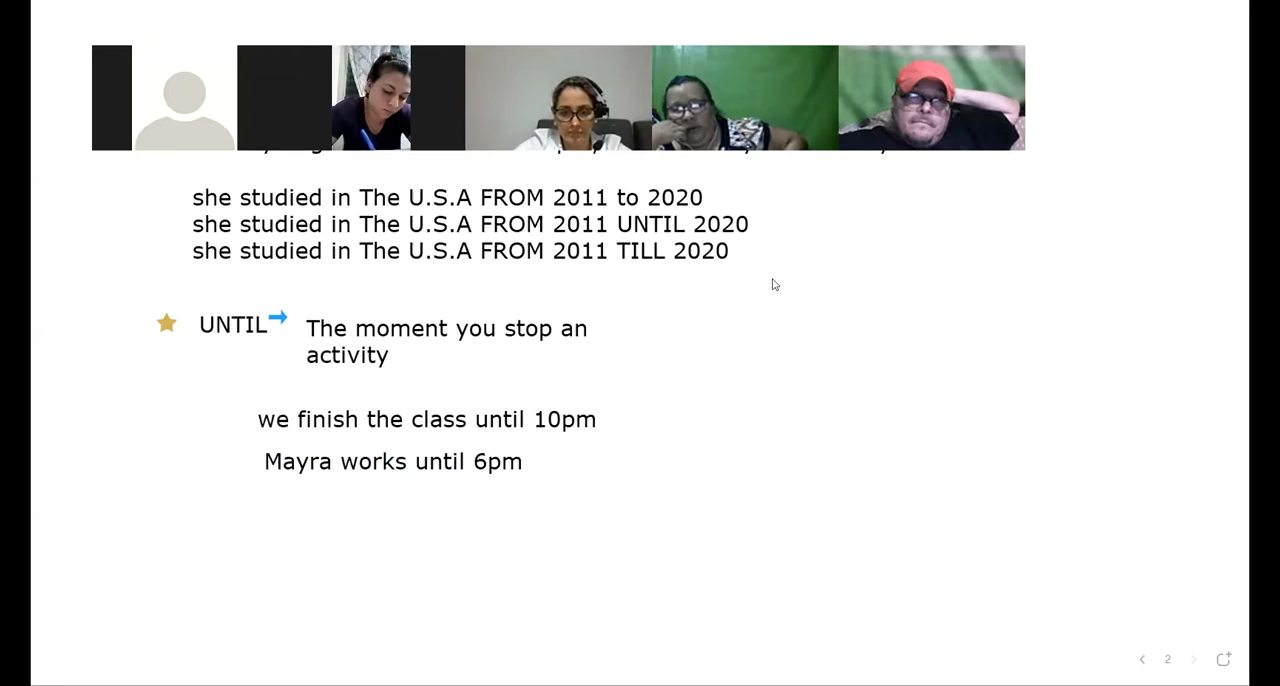 she studied in The U.S.A FROM 2011 to 2020
she studied in The U.S.A FROM 2011 UNTIL 2020
she studied in The U.S.A FROM 2011 TILL 2020
UNTIL
The moment you stop an
activity
we finish the class until 10pm
Mayra works until 6pm
2